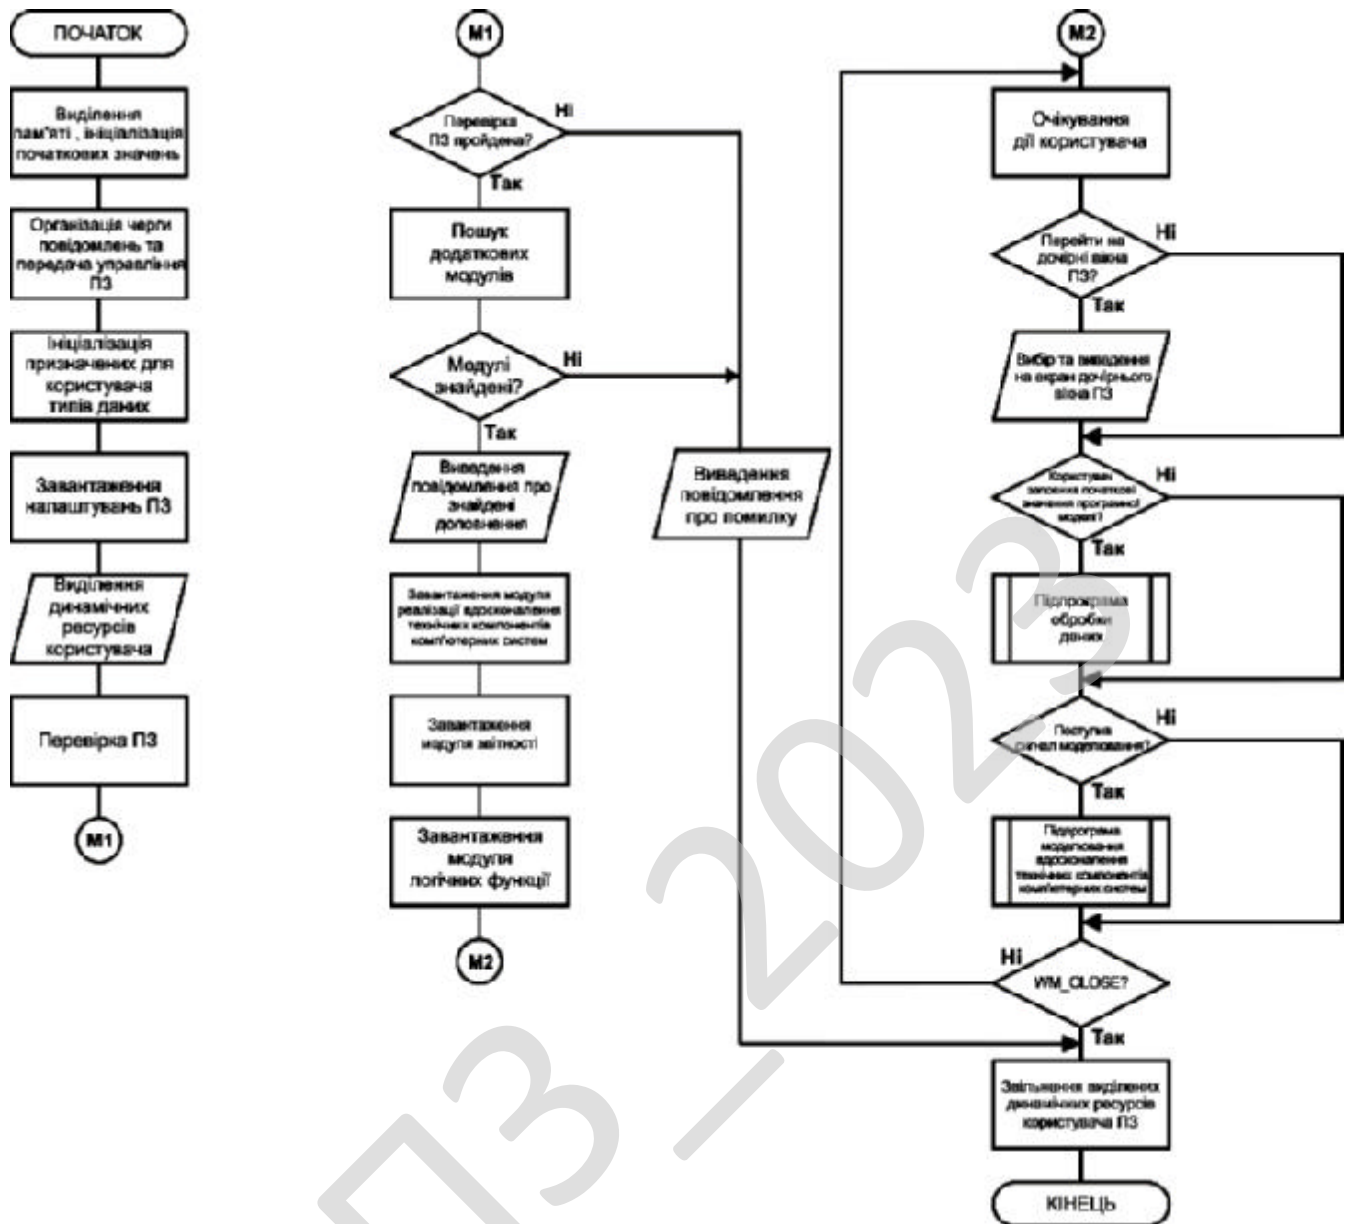 ПОЧАТОК
Виділення
пам'яті , ініціалізація
початкових значень
Організація черги
повідомлень та
передача управління
ПЗ
Ініціалізація
призначених для
користувача
типів даних
Завантаження
налаштувань ПЗ
Виділення
динамічних
ресурсів
користувача
Перевірка ПЗ
М1
М1
Перевірка
ПЗ пройдена?
Ні
Так
Пошук
додаткових
модулів
Модулі
знайдені?
Ні
Так
Виведення
повідомлення про
знайдені
доповнення
Завантаження модуля
реалізації вдосконалення
технічних компонентів
комп'ютерних систем
Завантаження
модуля звітності
Завантаження
модуля
логічних функції
М2
Виведення
повідомлення
про помилку
М2
Очікування
дії користувача
Перейти на
дочірні вікна
ПЗ?
Ні
Так
Вибір та виведення
на екран дочірнього
вікна ПЗ
Користувач
початкові
значення програмної
моделі?
Ні
Так
Підпрограма
обробки
даних
Поступив
сигнал моделювання?
Ні
Так
Підпрограма
моделювання
вдосконалення
технічних компонентів
комп'ютерних систем
Ні
WM_CLOSE?
Так
Звільнення виділених
динамічних ресурсів
користувача ПЗ
КІНЕЦЬ
ПЗ_2023